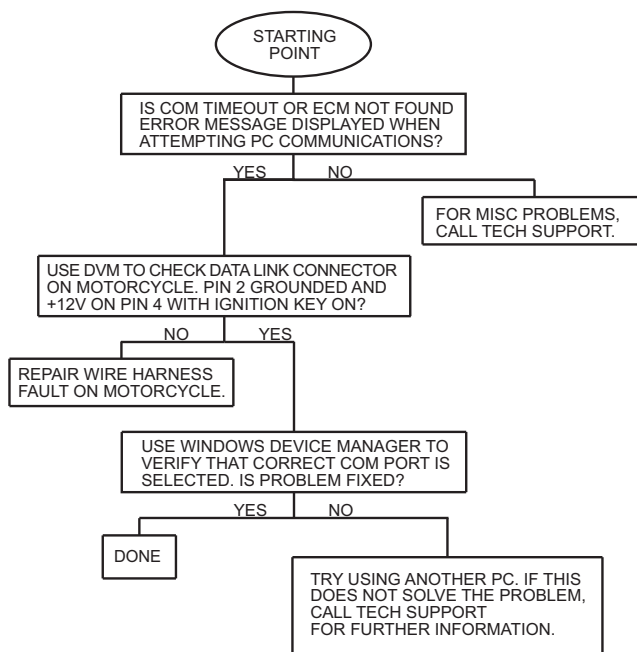 STARTING
POINT
IS COM TIMEOUT OR ECM NOT FOUND
ERROR MESSAGE DISPLAYED WHEN
ATTEMPTING PC COMMUNICATIONS?
YES
NO
FOR MISC PROBLEMS,
CALL TECH SUPPORT.
USE DVM TO CHECK DATA LINK CONNECTOR
ON MOTORCYCLE. PIN 2 GROUNDED AND
+12V ON PIN 4 WITH IGNITION KEY ON?
NO
YES
REPAIR WIRE HARNESS
FAULT ON MOTORCYCLE.
USE WINDOWS DEVICE MANAGER TO
VERIFY THAT CORRECT COM PORT IS
SELECTED. IS PROBLEM FIXED?
YES
NO
DONE
TRY USING ANOTHER PC. IF THIS
DOES NOT SOLVE THE PROBLEM,
CALL TECH SUPPORT
FOR FURTHER INFORMATION.